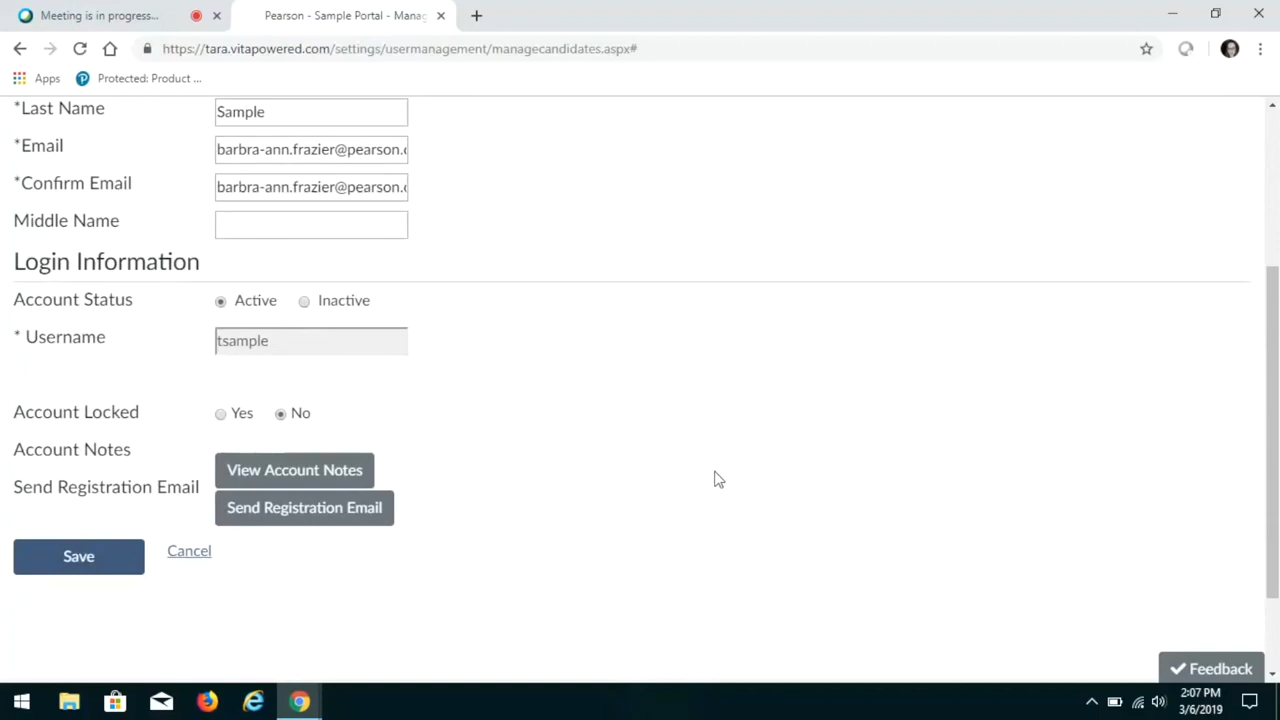 Meeting is in progress...
Pearson - Sample Portal - Manag
https://tara.vitapowered.com/settings/usermanagement/managecandidates.aspx#
Apps
Protected: Product ...
*Last Name
Sample
*Email
barbra-ann.frazier@pearson.c
*Confirm Email
barbra-ann.frazier@pearson.c
Middle Name
Login Information
Account Status
Active
Inactive
* Username
tsample
Account Locked
Yes
No
Account Notes
View Account Notes
Send Registration Email
Send Registration Email
Save
Cancel
Feedback
2:07 PM
3/6/2019